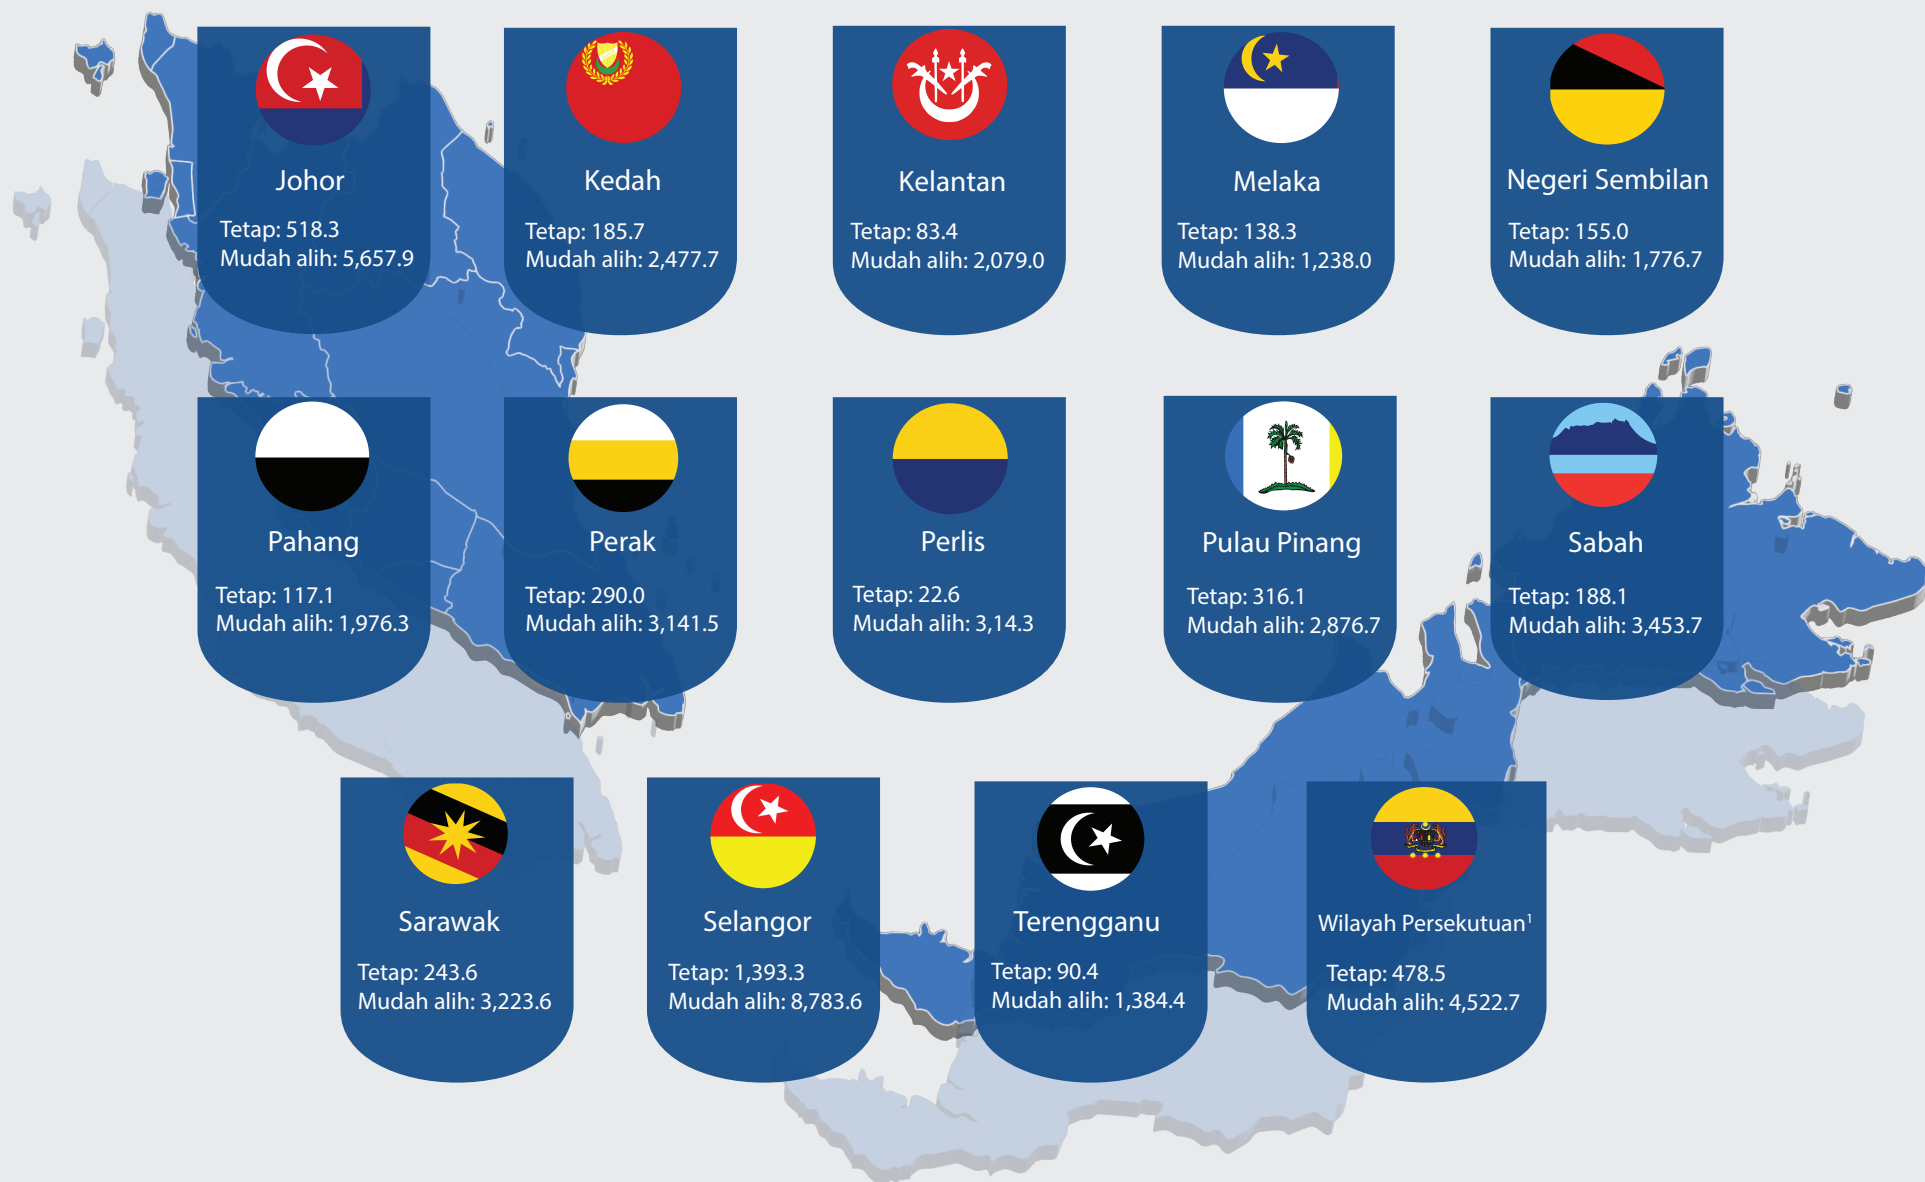 Johor
Tetap: 518.3
Mudah alih: 5,657.9
Kedah
Tetap: 185.7
Mudah alih: 2,477.7
Kelantan
Tetap: 83.4
Mudah alih: 2,079.0
Melaka
Tetap: 138.3
Mudah alih: 1,238.0
Negeri Sembilan
Tetap: 155.0
Mudah alih: 1,776.7
Pahang
Tetap: 117.1
Mudah alih: 1,976.3
Perak
Tetap: 290.0
Mudah alih: 3,141.5
Perlis
Tetap: 22.6
Mudah alih: 3,14.3
Pulau Pinang
Tetap: 316.1
Mudah alih: 2,876.7
Sabah
Tetap: 188.1
Mudah alih: 3,453.7
Sarawak
Tetap: 243.6
Mudah alih: 3,223.6
Selangor
Tetap: 1,393.3
Mudah alih: 8,783.6
Terengganu
Tetap: 90.4
Mudah alih: 1,384.4
Wilayah Persekutuan¹
Tetap: 478.5
Mudah alih: 4,522.7